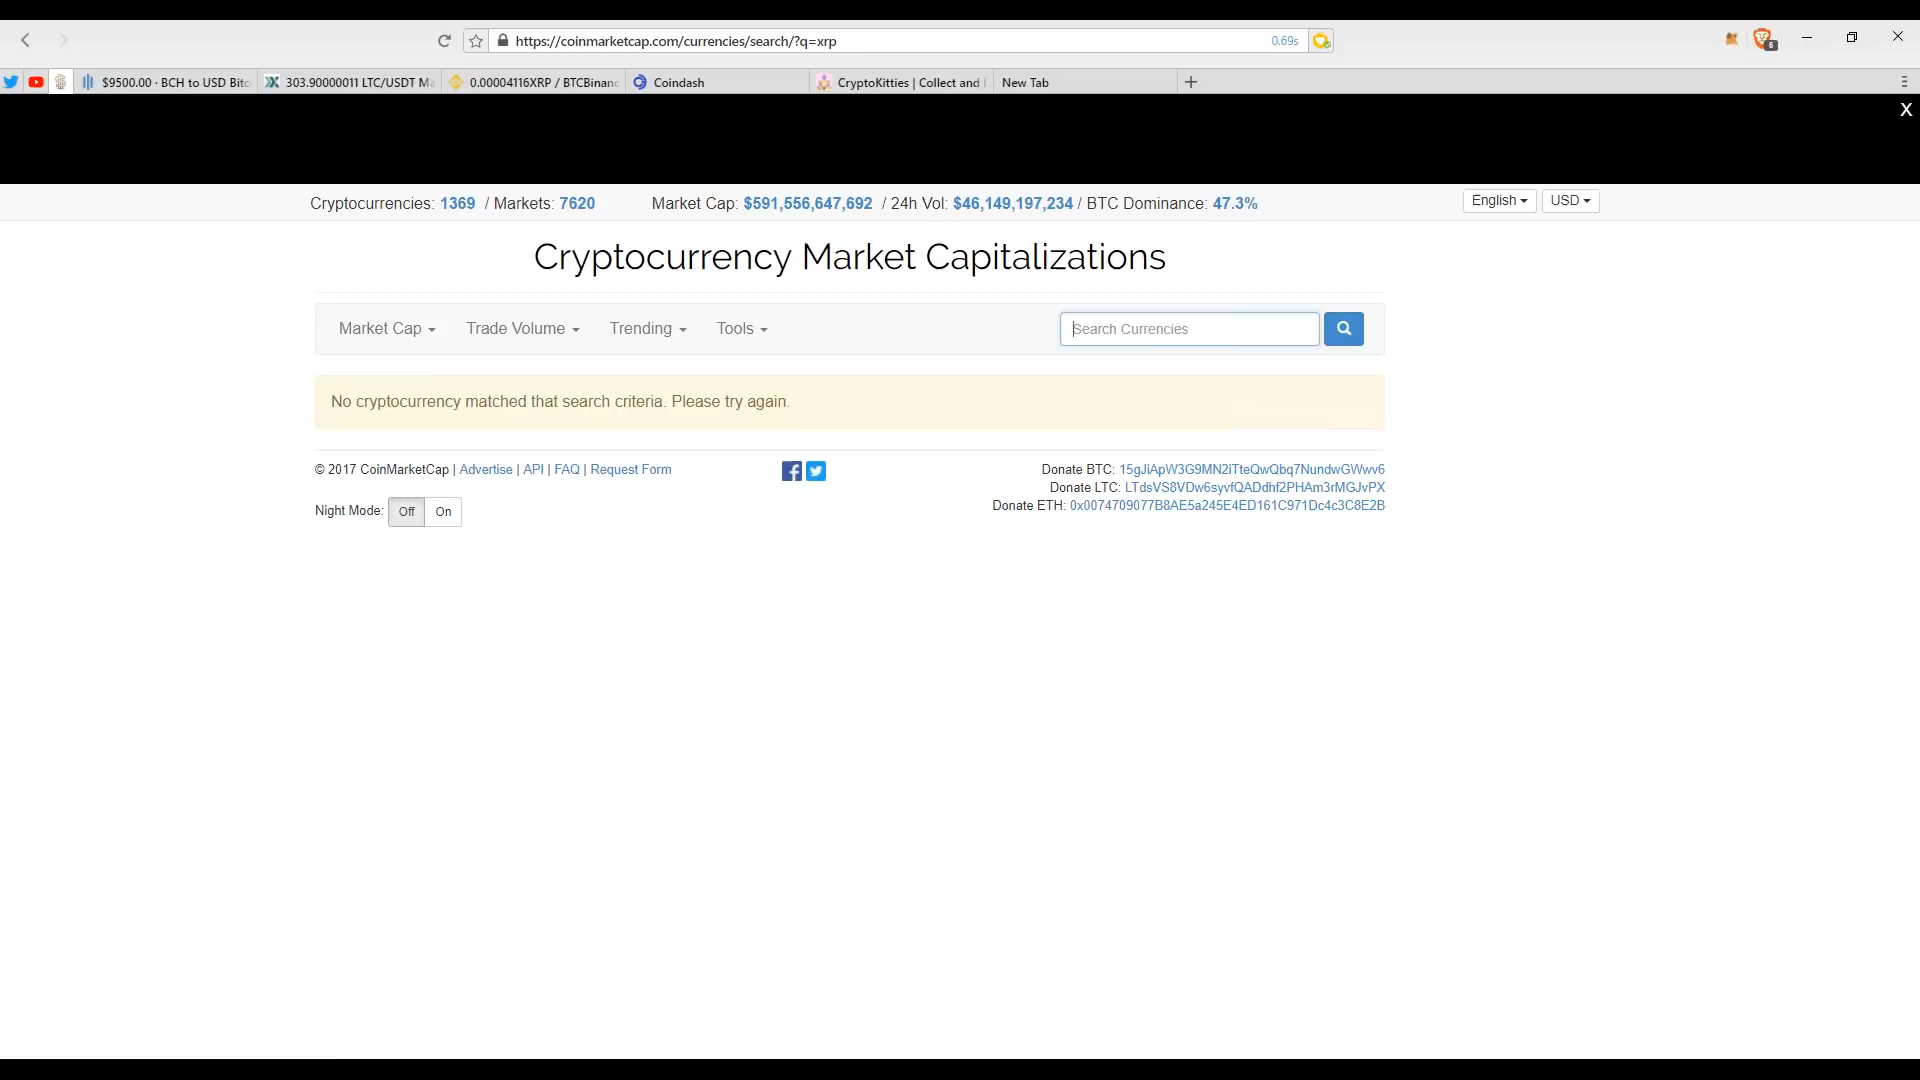 https://coinmarketcap.com/currencies/search/?q=xrp
0.69s
$9500.00 · BCH to USD Bitc
303.90000011 LTC/USDT Ma
0.00004116XRP / BTCBinanc
Coindash
CryptoKitties | Collect and
New Tab
X
Cryptocurrencies: 1369 / Markets: 7620
Market Cap: $591,556,647,692 / 24h Vol: $46,149,197,234 / BTC Dominance: 47.3%
English
USD
Cryptocurrency Market Capitalizations
Market Cap
Trade Volume
Trending
Tools
Search Currencies
No cryptocurrency matched that search criteria. Please try again.
© 2017 CoinMarketCap | Advertise | API | FAQ | Request Form
Donate BTC: 15gJiApW3G9MN2iTteQwQbq7NundwGWwv6
Donate LTC: LTdsVS8VDw6syvfQADdhf2PHAm3rMGJvPX
Donate ETH: 0x0074709077B8AE5a245E4ED161C971Dc4c3C8E2B
Night Mode: Off On